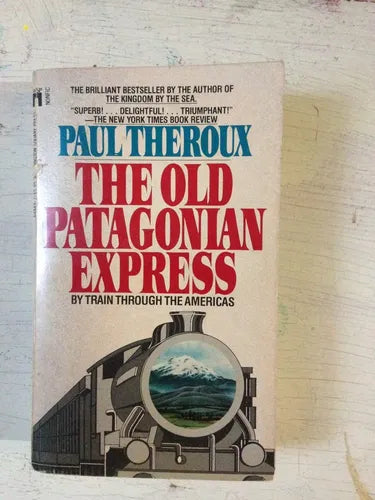 THE BRILLIANT BESTSELLER BY THE AUTHOR OF
THE KINGDOM BY THE SEA.
"SUPERB! . . . DELIGHTFUL! . . . TRIUMPHANT!"
—THE NEW YORK TIMES BOOK REVIEW
PAUL THEROUX
THE OLD
PATAGONIAN
EXPRESS
BY TRAIN THROUGH THE AMERICAS